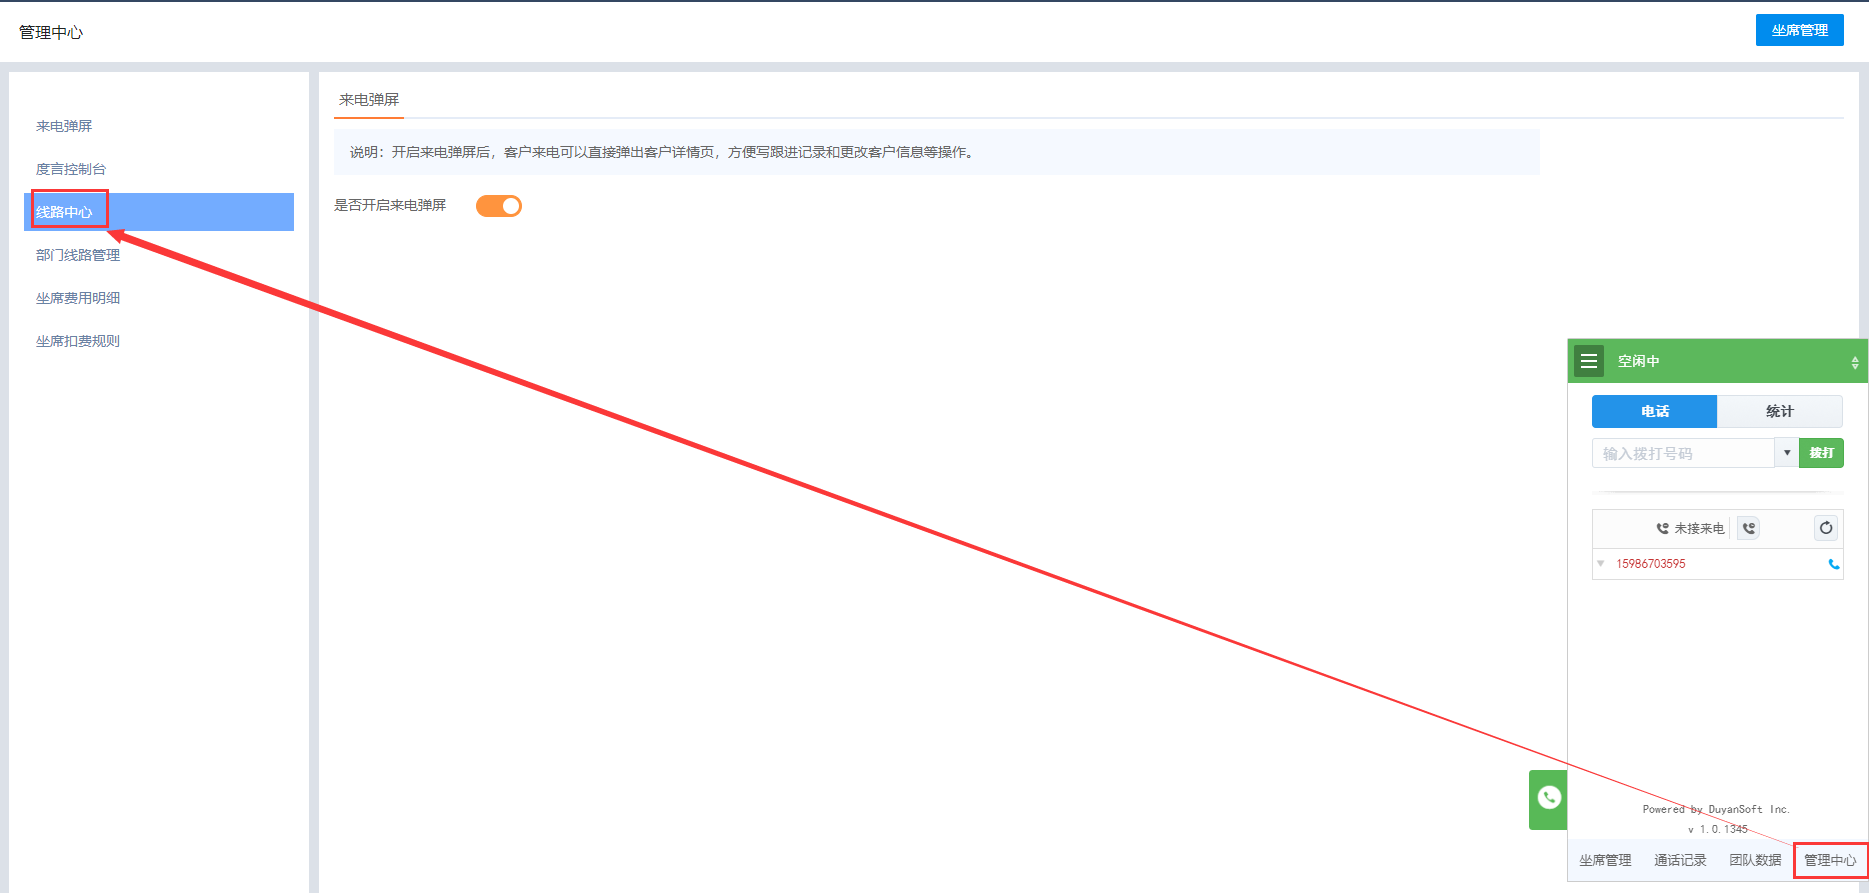 管理中心
坐席管理
来电弹屏
度言控制台
线路中心
部门线路管理
坐席费用明细
坐席扣费规则
来电弹屏
说明：开启来电弹屏后，客户来电可以直接弹出客户详情页，方便写跟进记录和更改客户信息等操作。
是否开启来电弹屏
空闲中
电话 统计
输入拨打号码 拨打
未接来电
15986703595
Powered by DuyanSoft Inc.
v 1.0.1345
坐席管理 通话记录 团队数据 管理中心